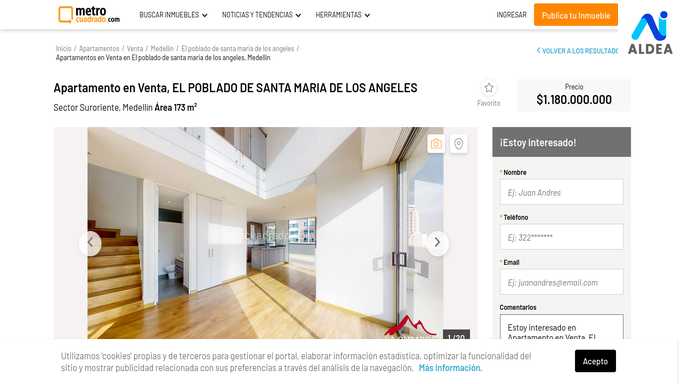 metro
cuadrado.com
BUSCAR INMUEBLES
NOTICIAS Y TENDENCIAS
HERRAMIENTAS
INGRESAR
Publica tu Inmueble
ALDEA
Inicio / Apartamentos / Venta / Medellín / El poblado de santa maria de los angeles /
Apartamentos en Venta en El poblado de santa maria de los angeles, Medellín
VOLVER A LOS RESULTAD
Apartamento en Venta, EL POBLADO DE SANTA MARIA DE LOS ANGELES
Sector Suroriente, Medellín Área 173 m²
Favorito
Precio
$1.180.000.000
¡Estoy Interesado!
* Nombre
Ej: Juan Andres
* Teléfono
Ej: 322*******
* Email
Ej: juanandres@email.com
Comentarios
Estoy interesado en
Apartamento en Venta, El
1/20
Utilizamos 'cookies' propias y de terceros para gestionar el portal, elaborar información estadística, optimizar la funcionalidad del
sitio y mostrar publicidad relacionada con sus preferencias a través del análisis de la navegación. Más información.
Acepto